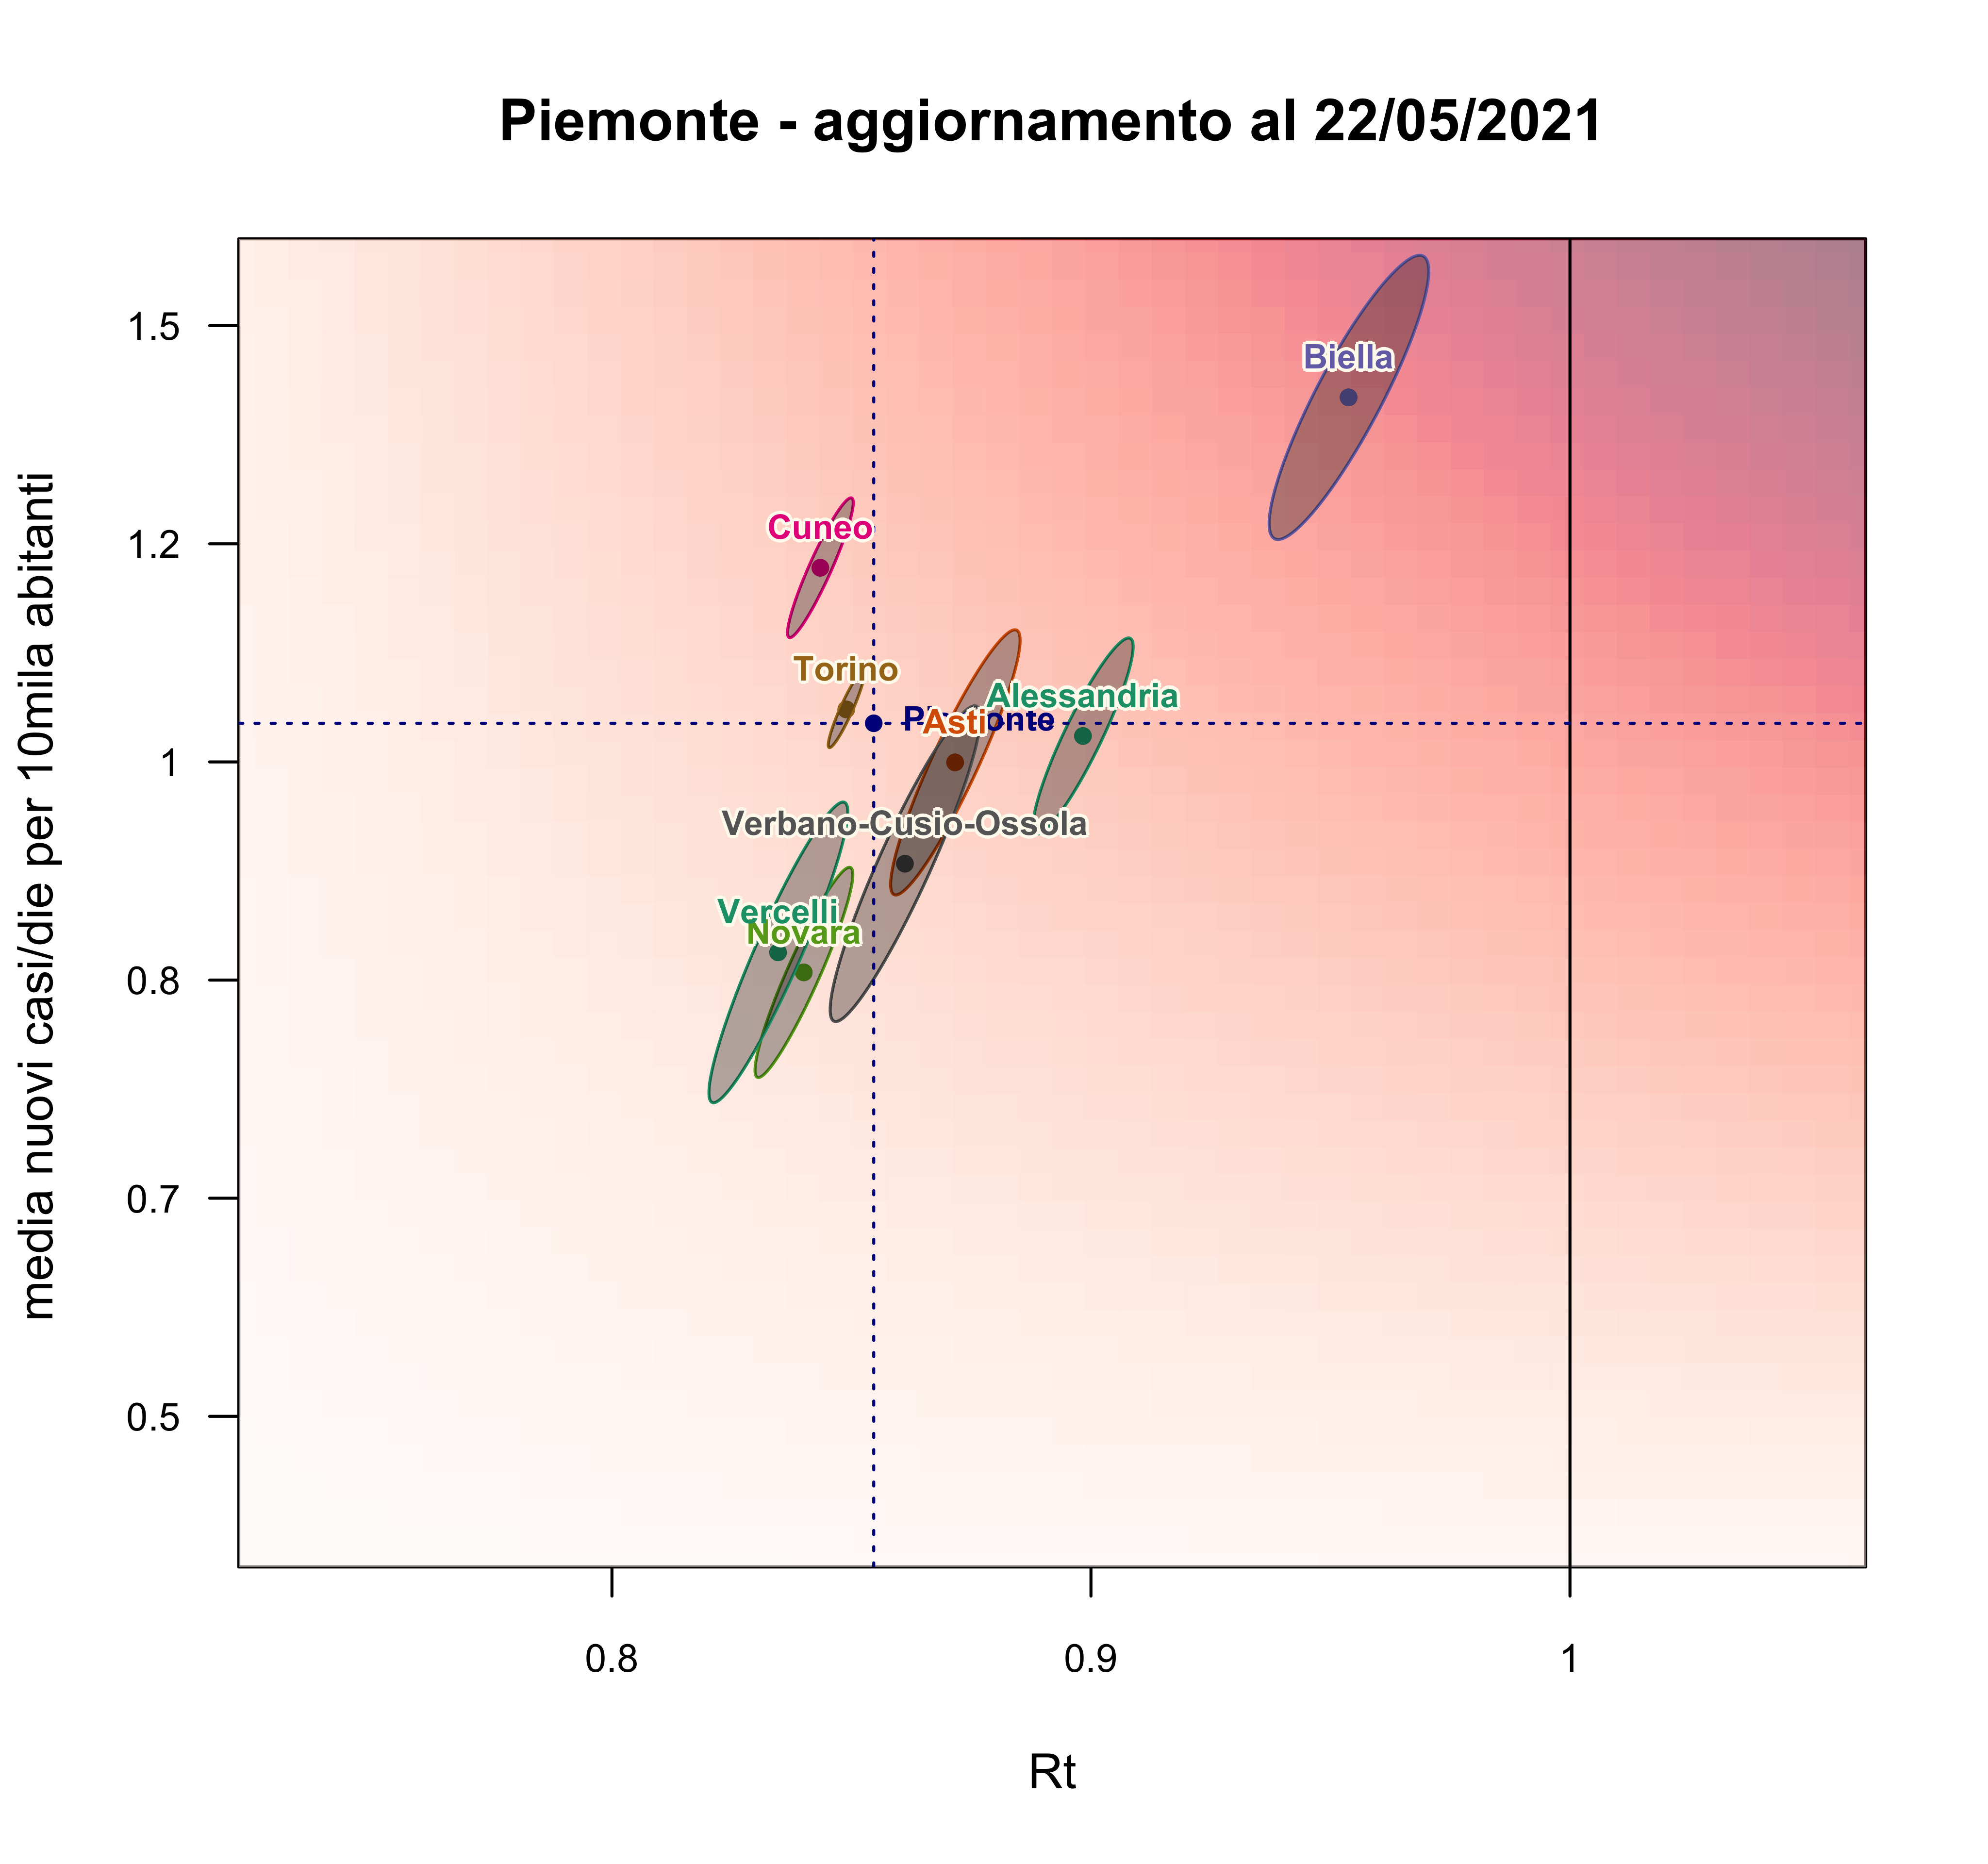 Piemonte - aggiornamento al 22/05/2021
media nuovi casi/die per 10mila abitanti
1.5
1.2
1
0.8
0.7
0.5
Biella
Cuneo
Torino
Alessandria
Piemonte
Asti
Verbano-Cusio-Ossola
Vercelli
Novara
0.8
0.9
1
Rt